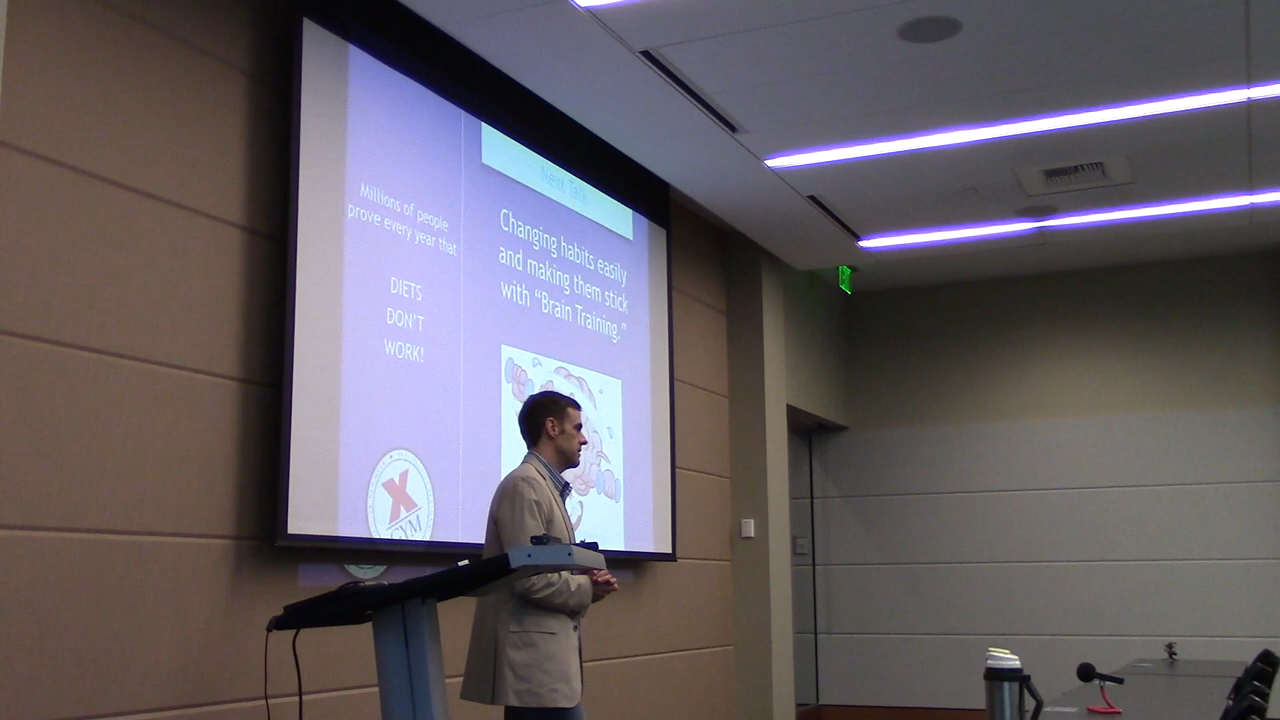 Millions of people
prove every year that
DIETS
DON'T
WORK!
X
GYM
Next Talk
Changing habits easily
and making them stick
with “Brain Training.”